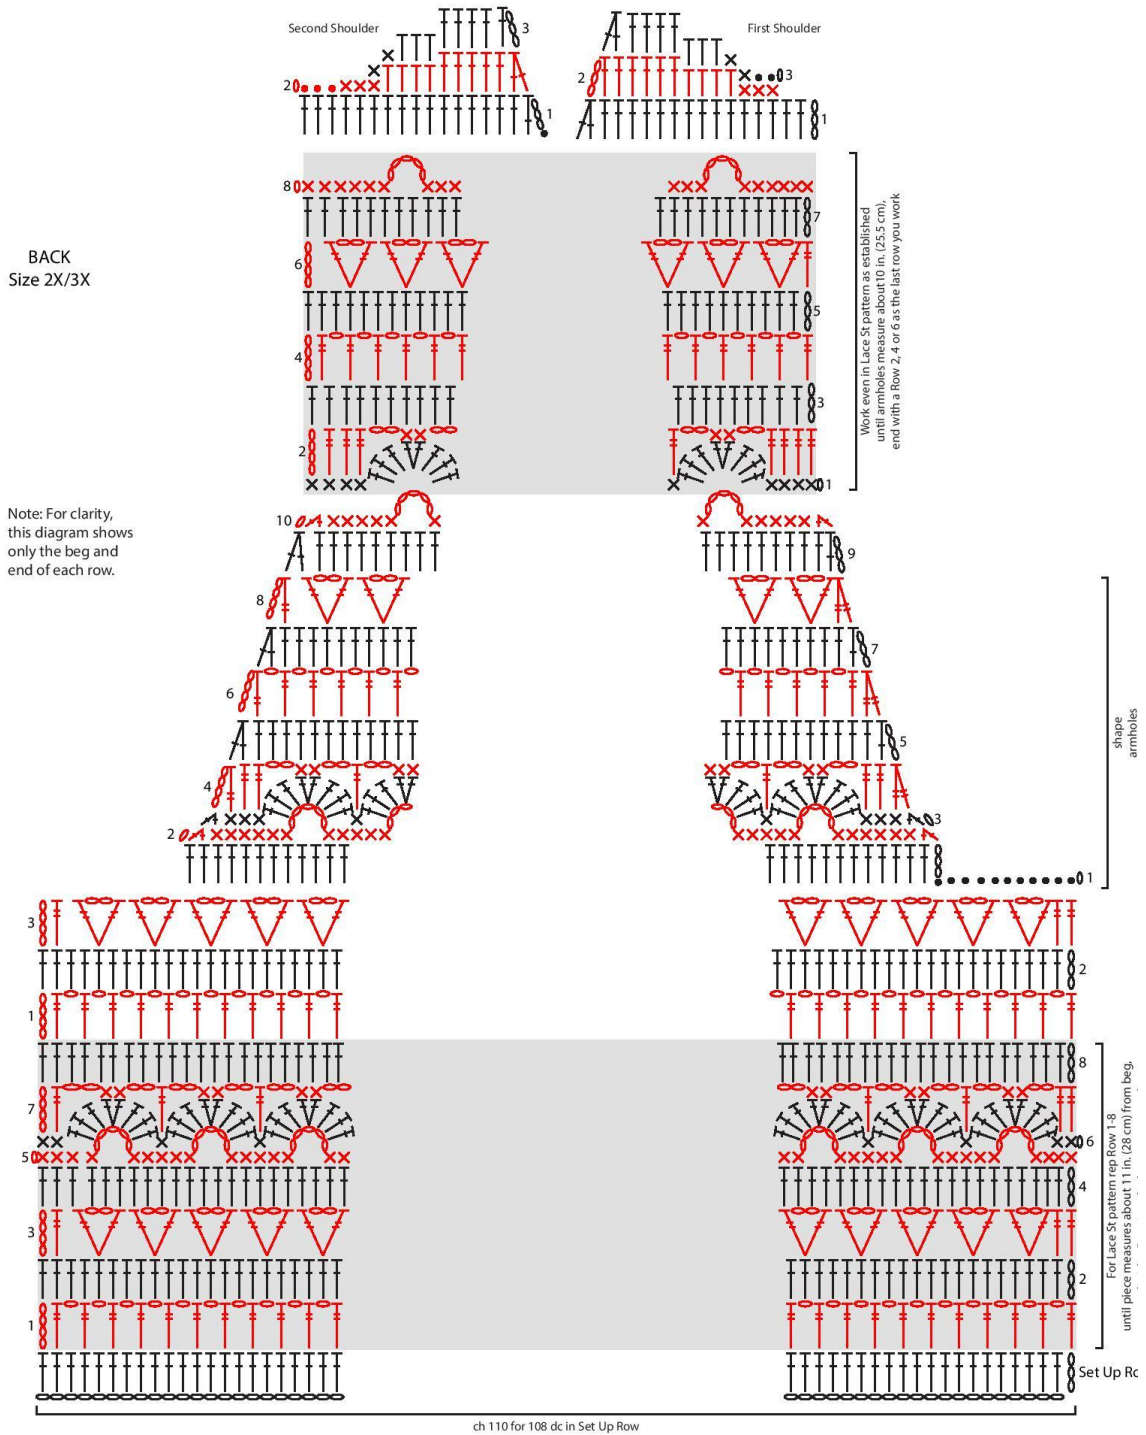 Second Shoulder
3
2
1
First Shoulder
2
3
1
BACK
Size 2X/3X
8
7
6
5
4
3
2
1
Work even in Lace St pattern as established
until armholes measure about 10 in. (25.5 cm),
end with a Row 2, 4 or 6 as the last row you work
Note: For clarity,
this diagram shows
only the beg and
end of each row.
10
9
8
7
6
5
4
3
2
1
shape
armholes
3
2
1
8
7
6
5
4
3
2
1
For Lace St pattern rep Row 1-8
until piece measures about 11 in. (28 cm) from beg,
Set Up Ro
ch 110 for 108 dc in Set Up Row